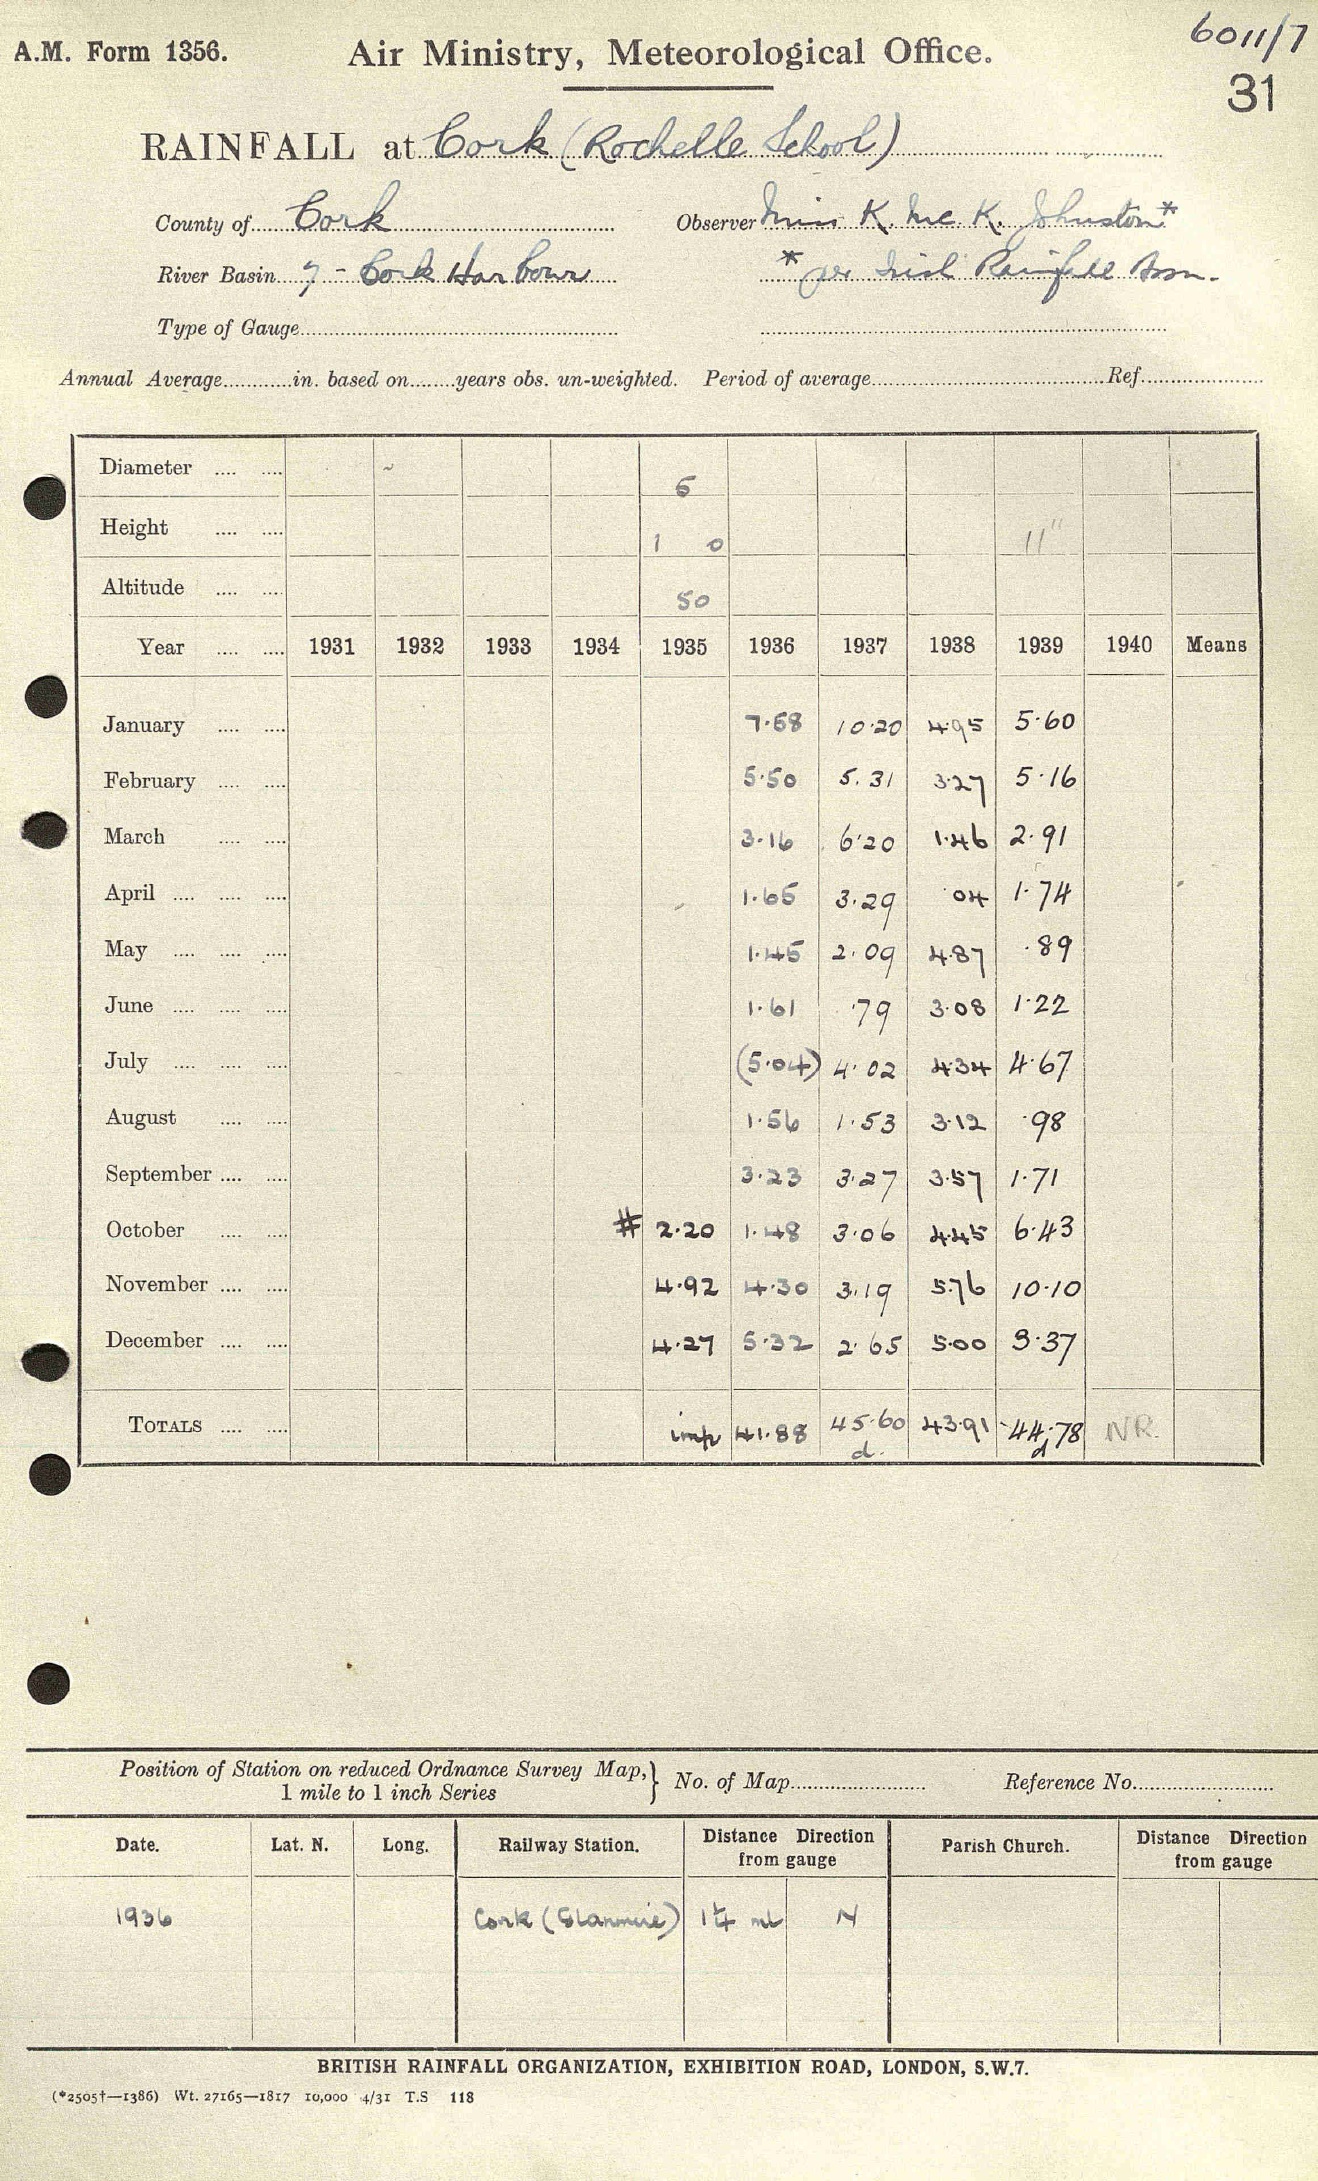 A.M. Form 1356. Air Ministry, Meteorological Office. 6011/7
31
RAINFALL at Cork (Rochelle School)
County of Cork Observer Miss K. Mc. K. Johnston*
River Basin 7 - Cork Harbour * per Irish Rainfall Assn.
Type of Gauge
Annual Average in. based on years obs. un-weighted. Period of average Ref.
Diameter 5
Height 1 0 11"
Altitude 50
Year 1931 1932 1933 1934 1935 1936 1937 1938 1939 1940 Means
January 7.58 10.20 4.95 5.60
February 5.50 5.31 3.27 5.16
March 3.16 6.20 1.46 2.91
April 1.65 3.29 .04 1.74
May 1.45 2.09 4.87 .89
June 1.61 .79 3.08 1.22
July (5.04) 4.02 4.34 4.67
August 1.56 1.53 3.12 .98
September 3.23 3.27 3.57 1.71
October # 2.20 1.48 3.06 4.45 6.43
November 4.92 4.30 3.19 5.76 10.10
December 4.27 5.32 2.65 5.00 3.37
TOTALS imp 41.88 45.60 43.91 44.78 NR.
d. d
Position of Station on reduced Ordnance Survey Map, } No. of Map Reference No.
1 mile to 1 inch Series
Date. Lat. N. Long. Railway Station. Distance Direction from gauge Parish Church. Distance Direction from gauge
1936 Cork (Glanmire) 1¼ ml N
BRITISH RAINFALL ORGANIZATION, EXHIBITION ROAD, LONDON, S.W.7.
(*2505†—1386) Wt. 27165—1817 10,000 4/31 T.S 118